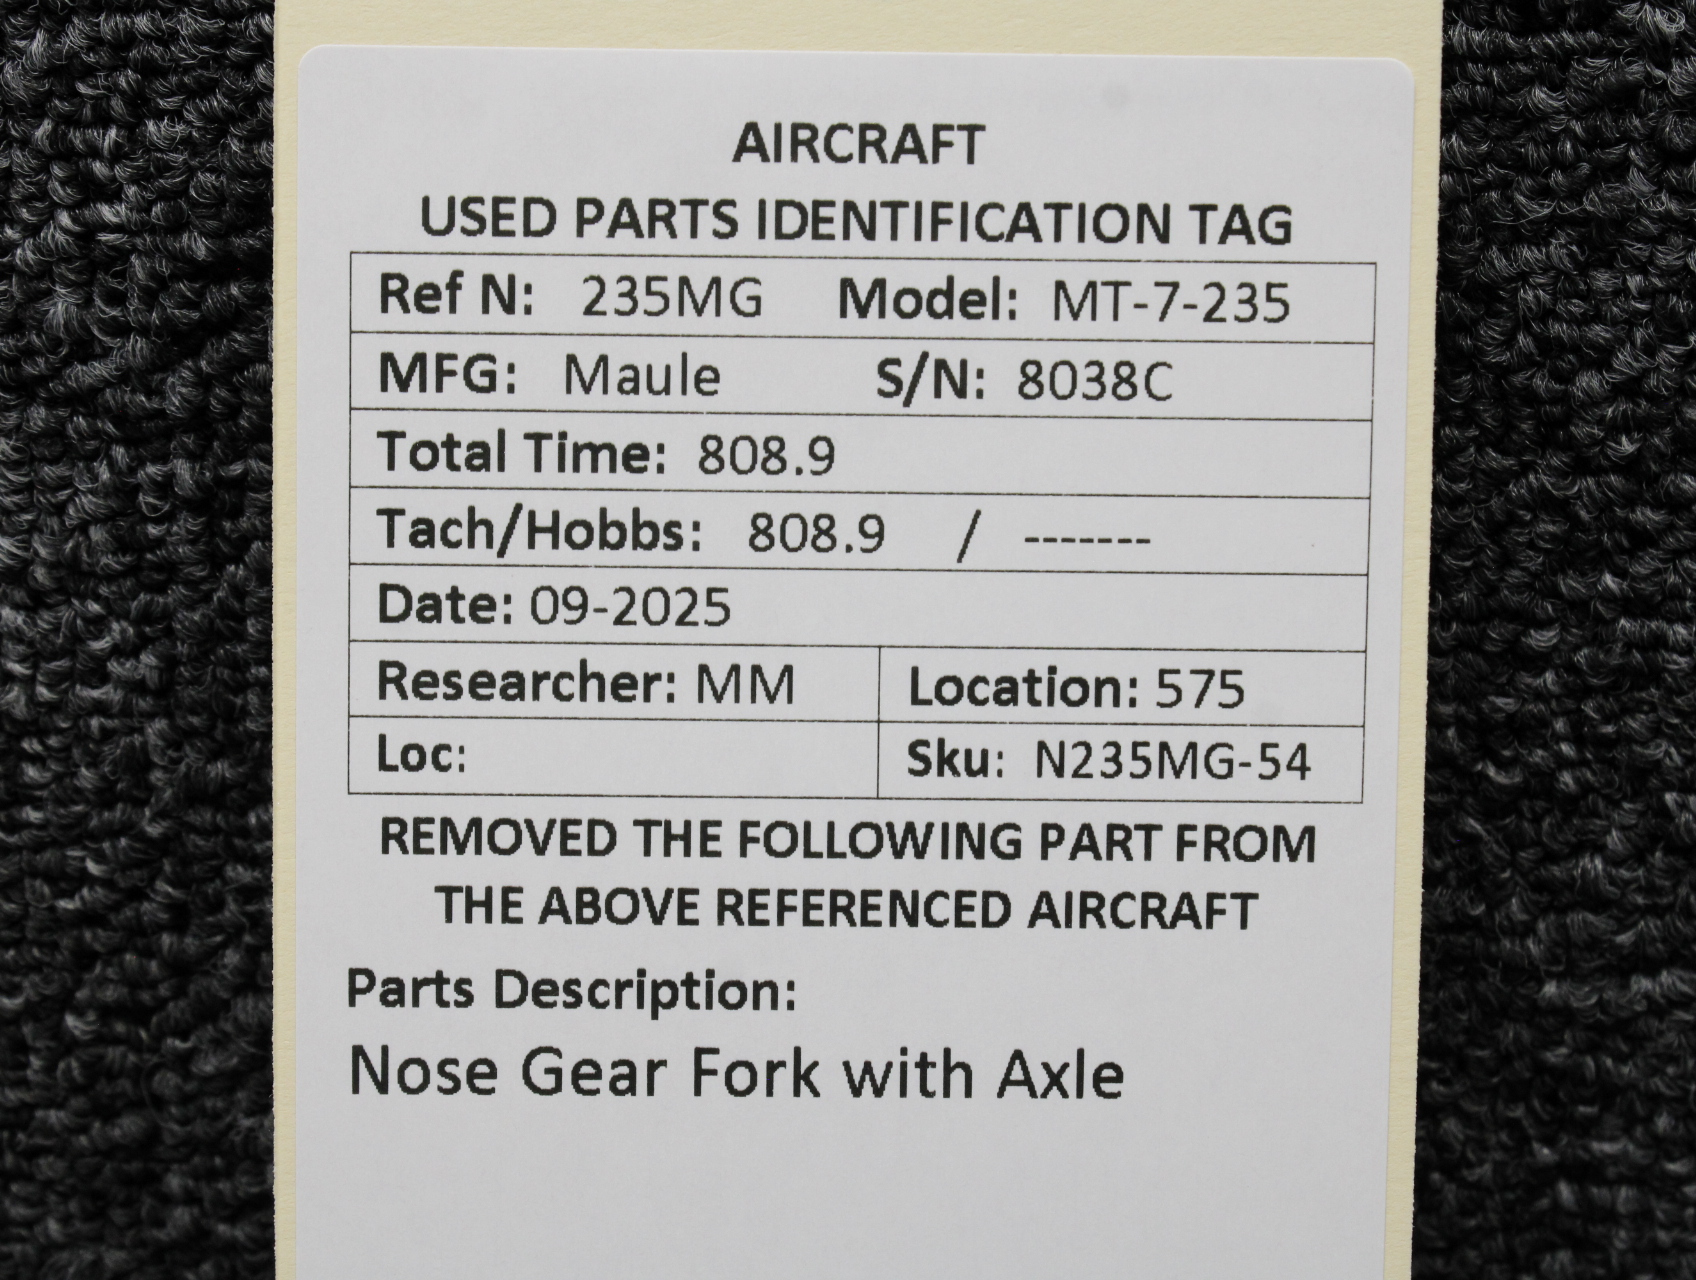 AIRCRAFT
USED PARTS IDENTIFICATION TAG
Ref N: 235MG Model: MT-7-235
MFG: Maule S/N: 8038C
Total Time: 808.9
Tach/Hobbs: 808.9 / -------
Date: 09-2025
Researcher: MM Location: 575
Loc: Sku: N235MG-54
REMOVED THE FOLLOWING PART FROM
THE ABOVE REFERENCED AIRCRAFT
Parts Description:
Nose Gear Fork with Axle